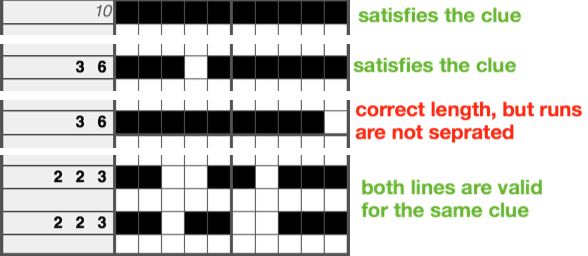 10 satisfies the clue
3 6 satisfies the clue
3 6 correct length, but runs
are not seprated
2 2 3
both lines are valid
2 2 3 for the same clue